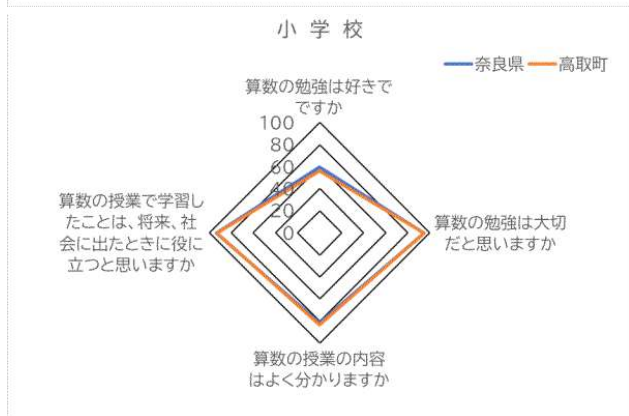 小 学 校
奈良県 高取町
算数の勉強は好きで
ですか
100
80
60
40
20
0
算数の授業で学習し
たことは、将来、社
会に出たときに役に
立つと思いますか
算数の勉強は大切
だと思いますか
算数の授業の内容
はよく分かりますか